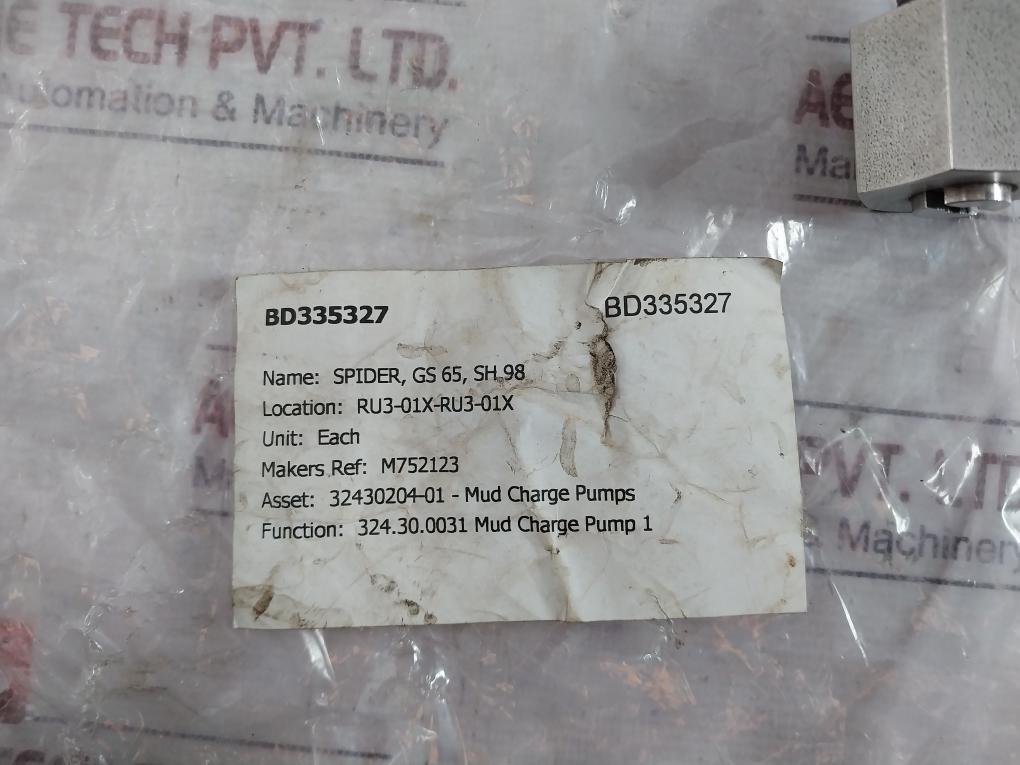 E TECH PVT. LTD.
Automation & Machinery
BD335327 BD335327
Name: SPIDER, GS 65, SH 98
Location: RU3-01X-RU3-01X
Unit: Each
Makers Ref: M752123
Asset: 32430204-01 - Mud Charge Pumps
Function: 324.30.0031 Mud Charge Pump 1
PVT. LT
& Machinery